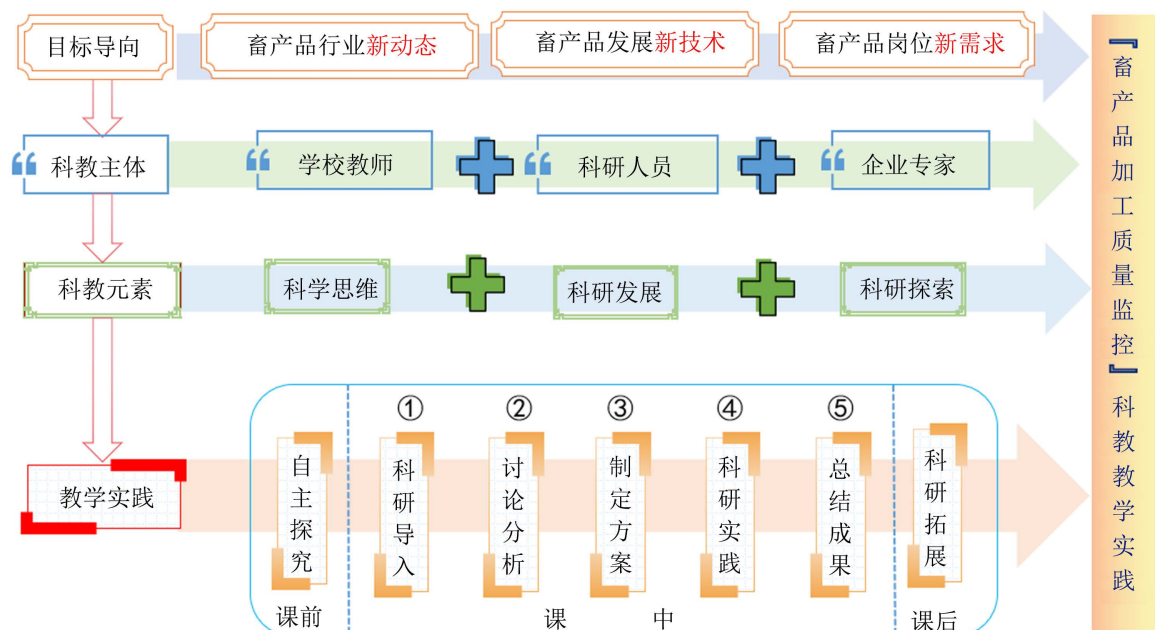 目标导向
畜产品行业新动态
畜产品发展新技术
畜产品岗位新需求
科教主体
学校教师
科研人员
企业专家
科教元素
科学思维
科研发展
科研探索
教学实践
自主探究
课前
①
科研导入
②
讨论分析
③
制定方案
④
科研实践
⑤
总结成果
课 中
科研拓展
课后
『畜产品加工质量监控』科教教学实践